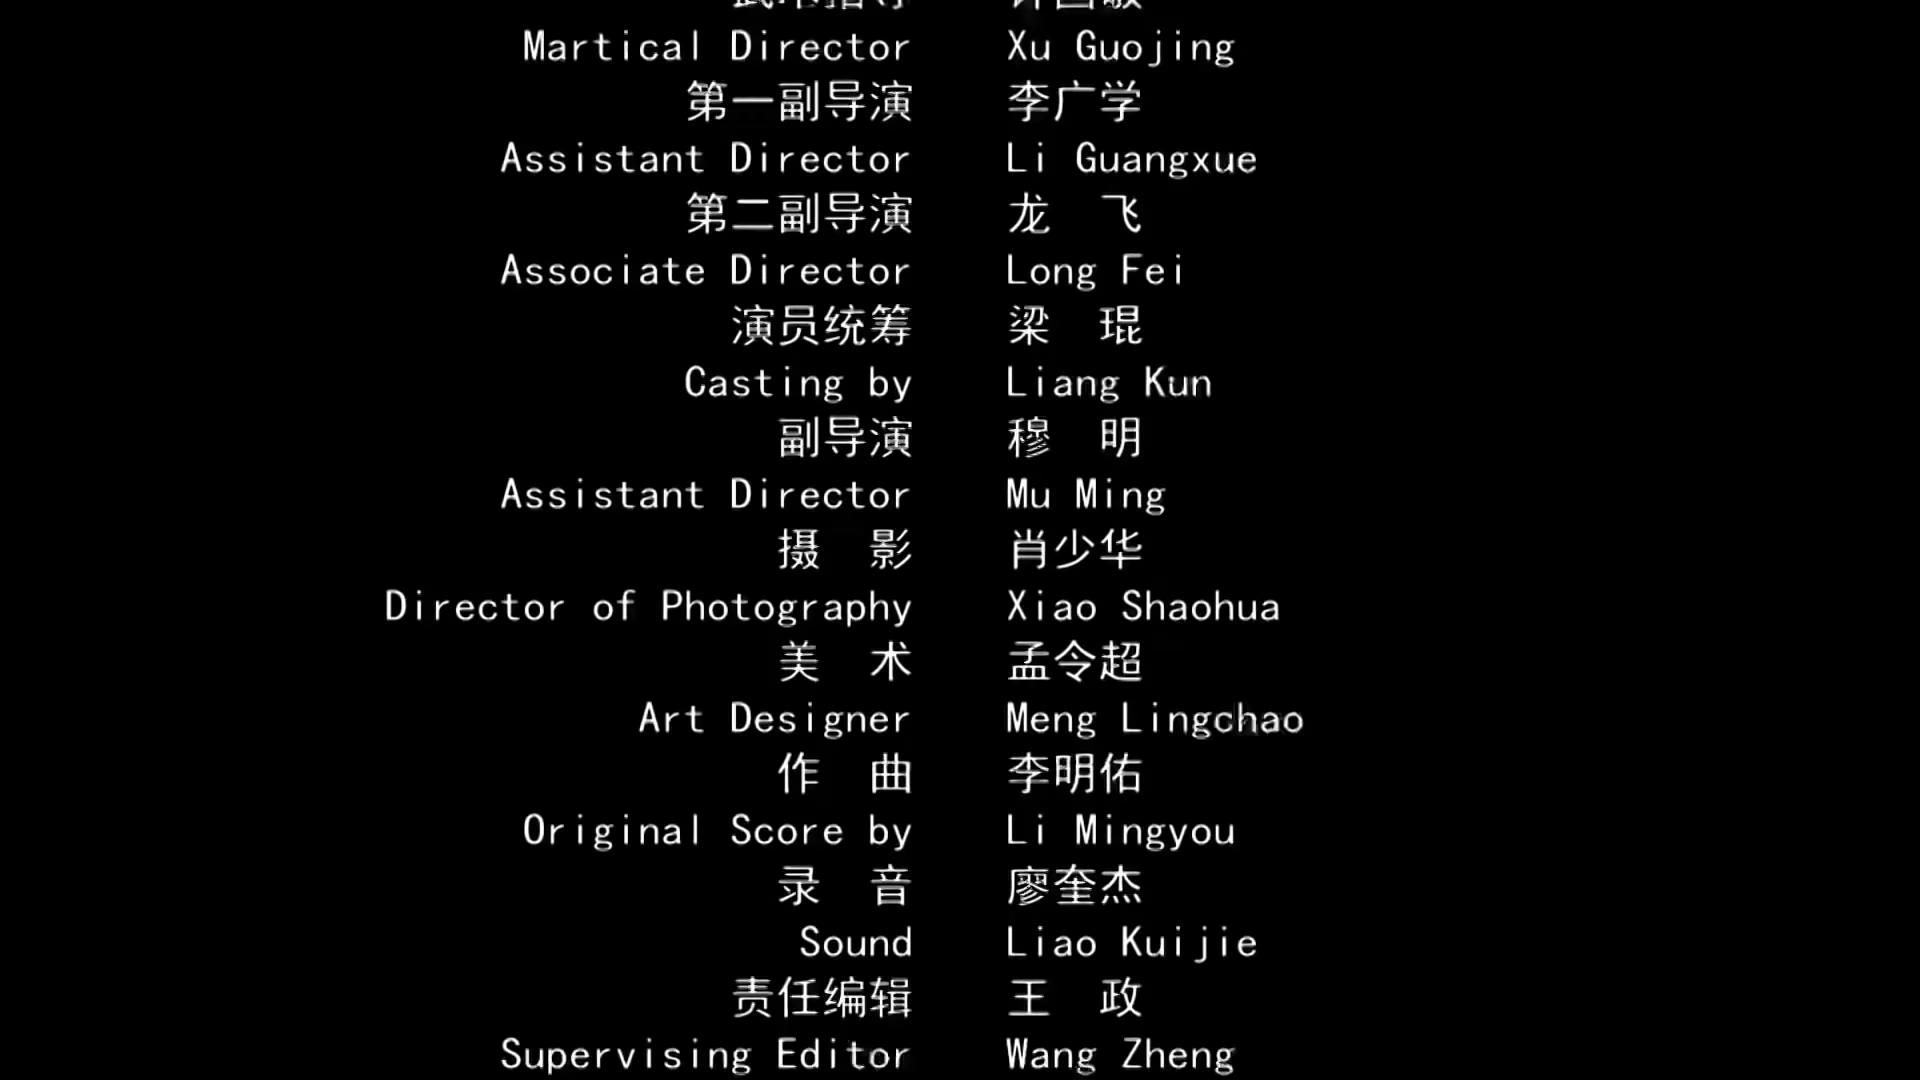 Martical Director Xu Guojing
第一副导演 李广学
Assistant Director Li Guangxue
第二副导演 龙 飞
Associate Director Long Fei
演员统筹 梁 琨
Casting by Liang Kun
副导演 穆 明
Assistant Director Mu Ming
摄 影 肖少华
Director of Photography Xiao Shaohua
美 术 孟令超
Art Designer Meng Lingchao
作 曲 李明佑
Original Score by Li Mingyou
录 音 廖奎杰
Sound Liao Kuijie
责任编辑 王 政
Supervising Editor Wang Zheng